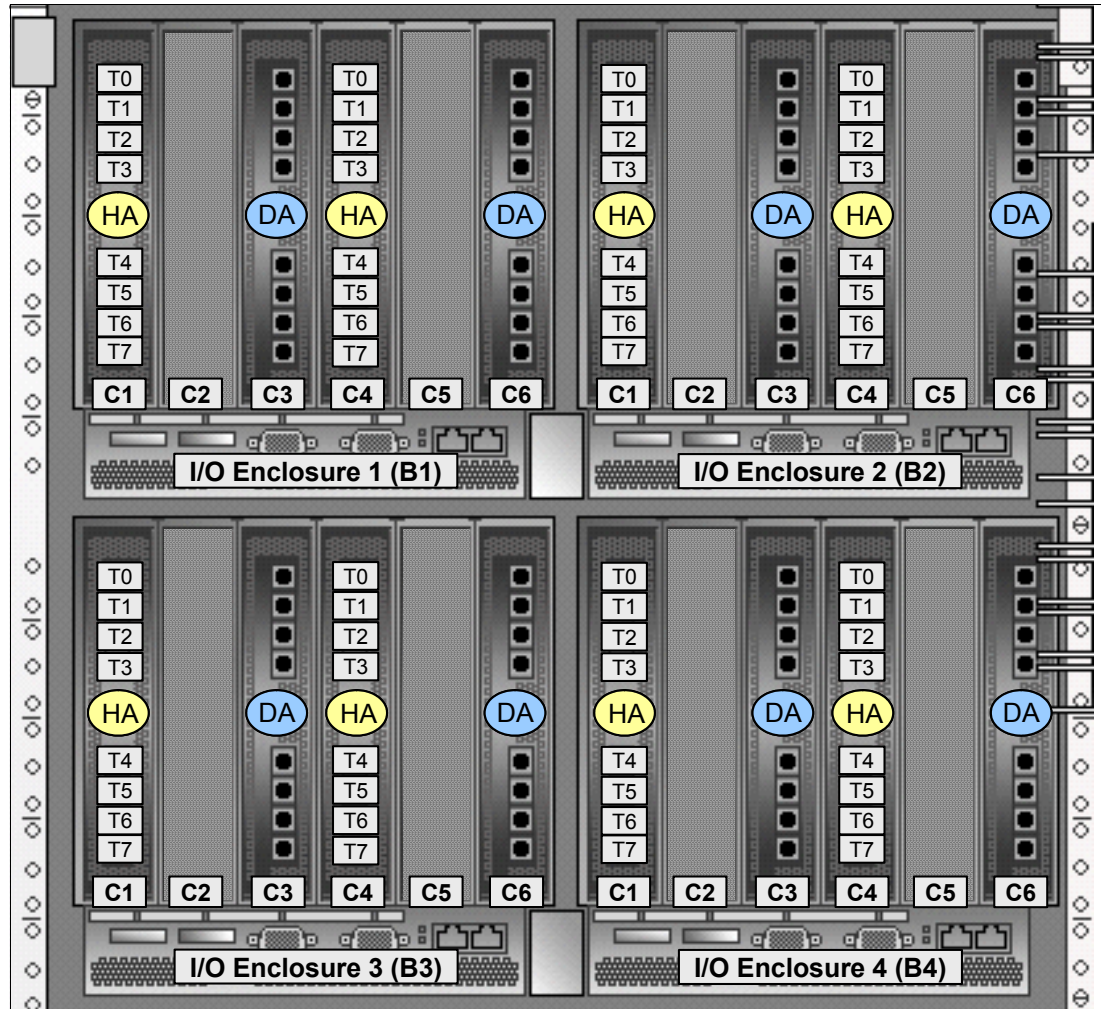 T0 T0 T0 T0
T1 T1 T1 T1
T2 T2 T2 T2
T3 T3 T3 T3
HA DA HA DA HA DA HA DA
T4 T4 T4 T4
T5 T5 T5 T5
T6 T6 T6 T6
T7 T7 T7 T7
C1 C2 C3 C4 C5 C6 C1 C2 C3 C4 C5 C6
I/O Enclosure 1 (B1) I/O Enclosure 2 (B2)
T0 T0 T0 T0
T1 T1 T1 T1
T2 T2 T2 T2
T3 T3 T3 T3
HA DA HA DA HA DA HA DA
T4 T4 T4 T4
T5 T5 T5 T5
T6 T6 T6 T6
T7 T7 T7 T7
C1 C2 C3 C4 C5 C6 C1 C2 C3 C4 C5 C6
I/O Enclosure 3 (B3) I/O Enclosure 4 (B4)